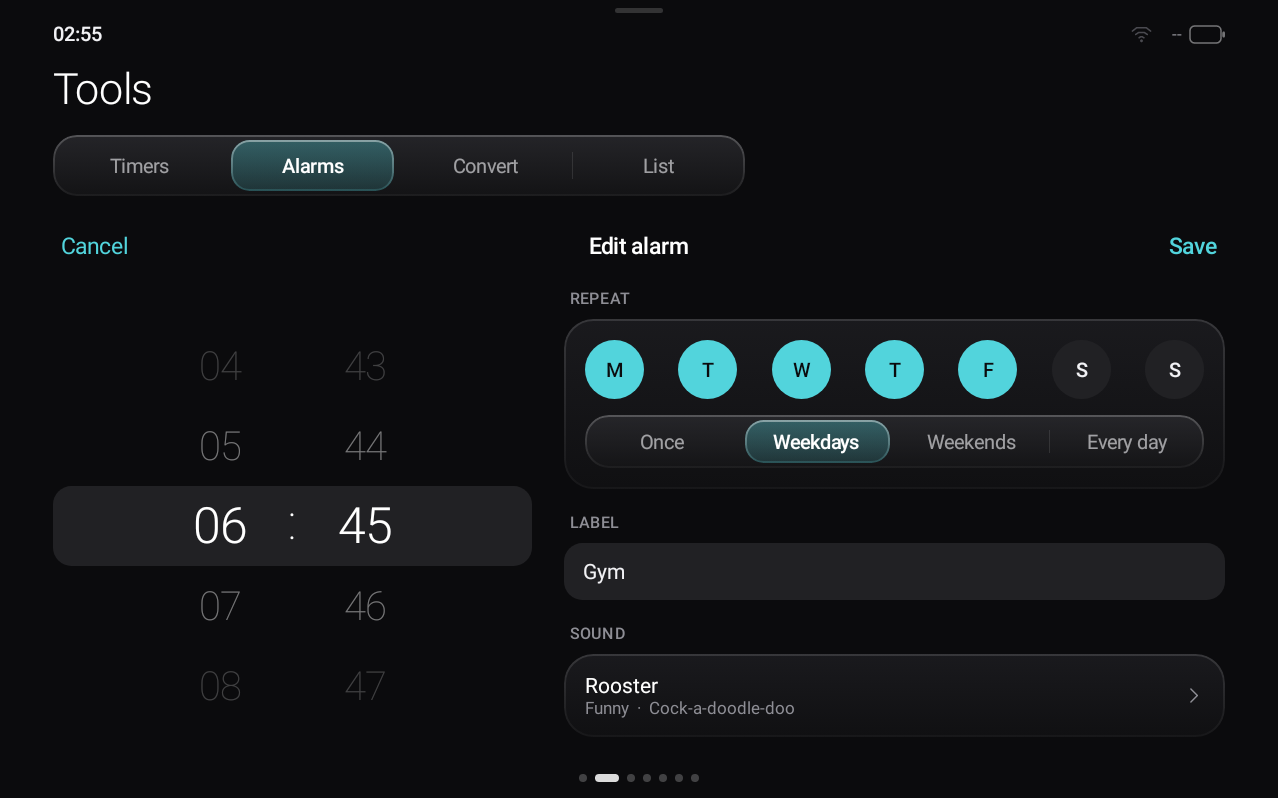 02:55
--
Tools
Timers Alarms Convert List
Cancel
Edit alarm
Save
04 43
05 44
06 : 45
07 46
08 47
REPEAT
M T W T F S S
Once Weekdays Weekends Every day
LABEL
Gym
SOUND
Rooster
Funny · Cock-a-doodle-doo